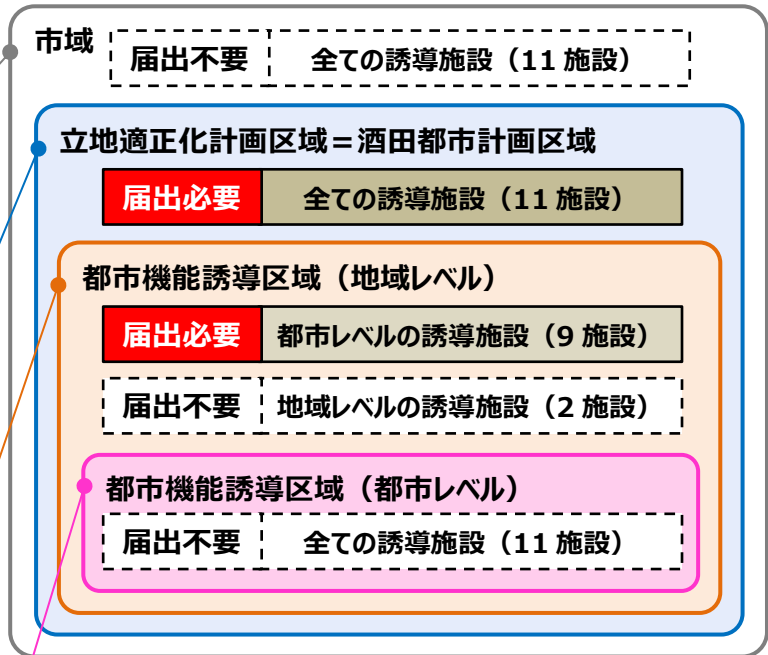 市域
届出不要 全ての誘導施設（11 施設）
立地適正化計画区域＝酒田都市計画区域
届出必要 全ての誘導施設（11 施設）
都市機能誘導区域（地域レベル）
届出必要 都市レベルの誘導施設（9 施設）
届出不要 地域レベルの誘導施設（2 施設）
都市機能誘導区域（都市レベル）
届出不要 全ての誘導施設（11 施設）